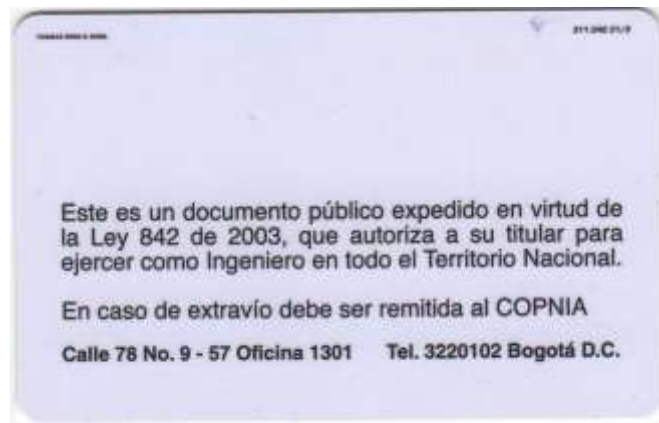 Este es un documento público expedido en virtud de
la Ley 842 de 2003, que autoriza a su titular para
ejercer como Ingeniero en todo el Territorio Nacional.
En caso de extravío debe ser remitida al COPNIA
Calle 78 No. 9 - 57 Oficina 1301 Tel. 3220102 Bogotá D.C.